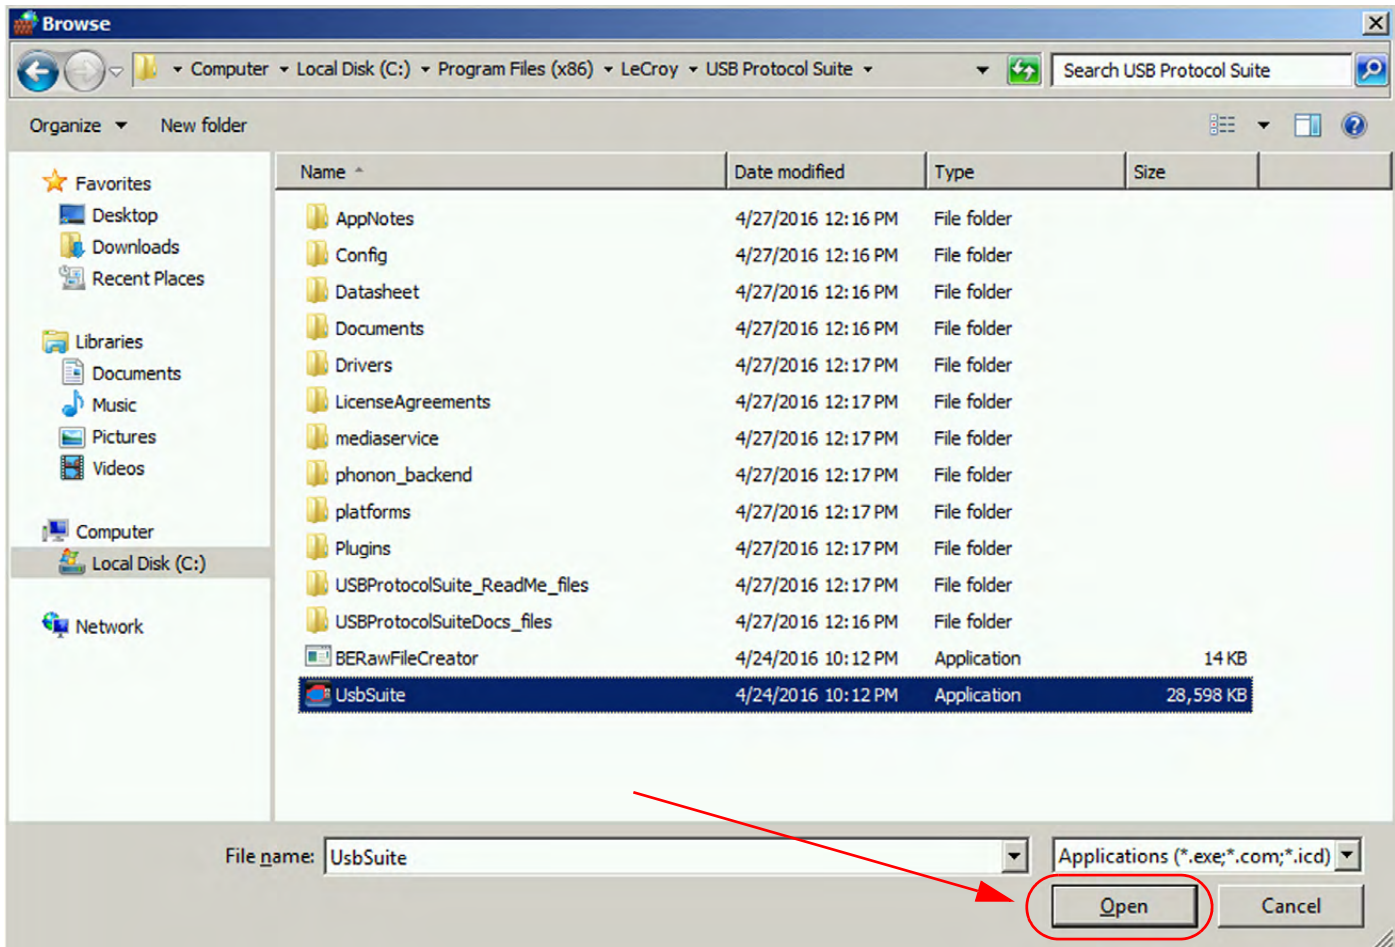 Browse
Computer Local Disk (C:) Program Files (x86) LeCroy USB Protocol Suite
Search USB Protocol Suite
Organize New folder
Favorites
Desktop
Downloads
Recent Places
Libraries
Documents
Music
Pictures
Videos
Computer
Local Disk (C:)
Network
Name Date modified Type Size
AppNotes 4/27/2016 12:16 PM File folder
Config 4/27/2016 12:16 PM File folder
Datasheet 4/27/2016 12:16 PM File folder
Documents 4/27/2016 12:16 PM File folder
Drivers 4/27/2016 12:17 PM File folder
LicenseAgreements 4/27/2016 12:17 PM File folder
mediaservice 4/27/2016 12:17 PM File folder
phonon_backend 4/27/2016 12:17 PM File folder
platforms 4/27/2016 12:17 PM File folder
Plugins 4/27/2016 12:17 PM File folder
USBProtocolSuite_ReadMe_files 4/27/2016 12:17 PM File folder
USBProtocolSuiteDocs_files 4/27/2016 12:16 PM File folder
BERawFileCreator 4/24/2016 10:12 PM Application 14 KB
UsbSuite 4/24/2016 10:12 PM Application 28,598 KB
File name: UsbSuite
Applications (*.exe;*.com;*.icd)
Open Cancel